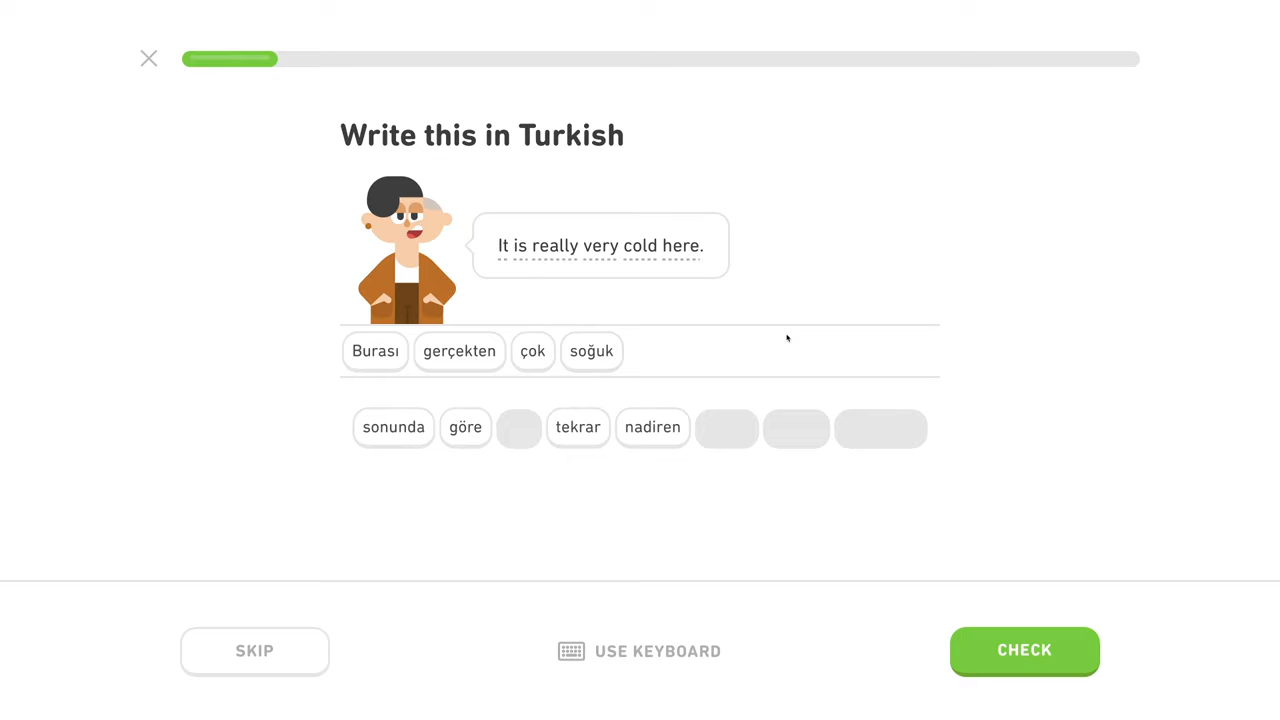 Write this in Turkish
It is really very cold here.
Burası gerçekten çok soğuk
sonunda göre tekrar nadiren
SKIP USE KEYBOARD CHECK